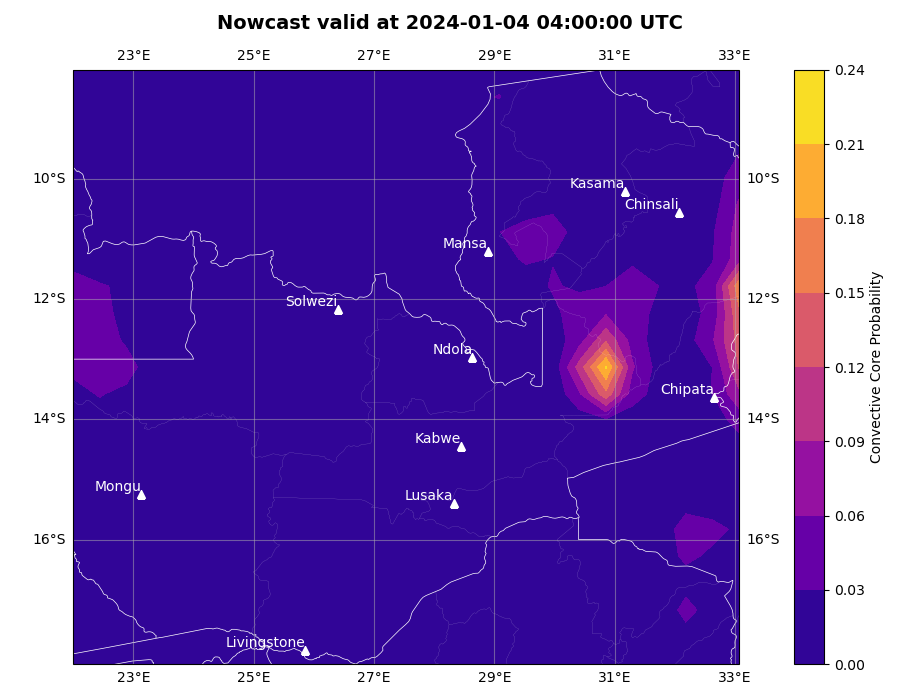 Nowcast valid at 2024-01-04 04:00:00 UTC
23°E 25°E 27°E 29°E 31°E 33°E
0.24
0.21
10°S Kasama 10°S
Chinsali
0.18
Mansa
0.15
12°S Solwezi 12°S
Ndola
0.12
Chipata
14°S 14°S
0.09
Kabwe
Mongu Lusaka
0.06
16°S 16°S
0.03
Livingstone
0.00
23°E 25°E 27°E 29°E 31°E 33°E
Convective Core Probability